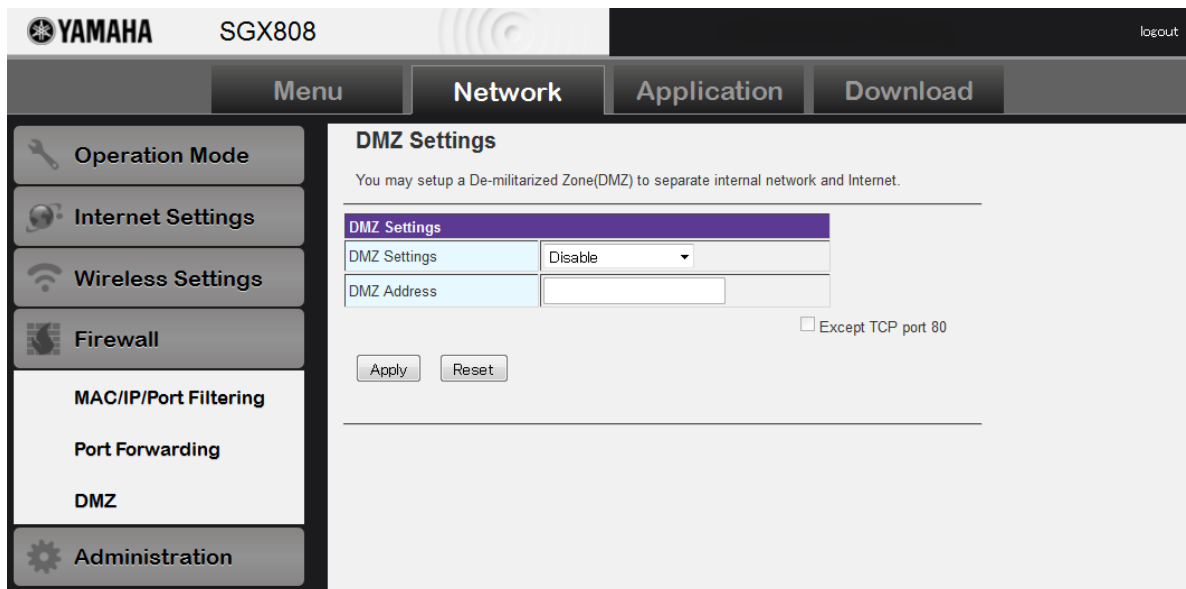 YAMAHA SGX808 logout
Menu Network Application Download
Operation Mode
Internet Settings
Wireless Settings
Firewall
MAC/IP/Port Filtering
Port Forwarding
DMZ
Administration
DMZ Settings
You may setup a De-militarized Zone(DMZ) to separate internal network and Internet.
DMZ Settings
DMZ Settings Disable
DMZ Address
Except TCP port 80
Apply Reset